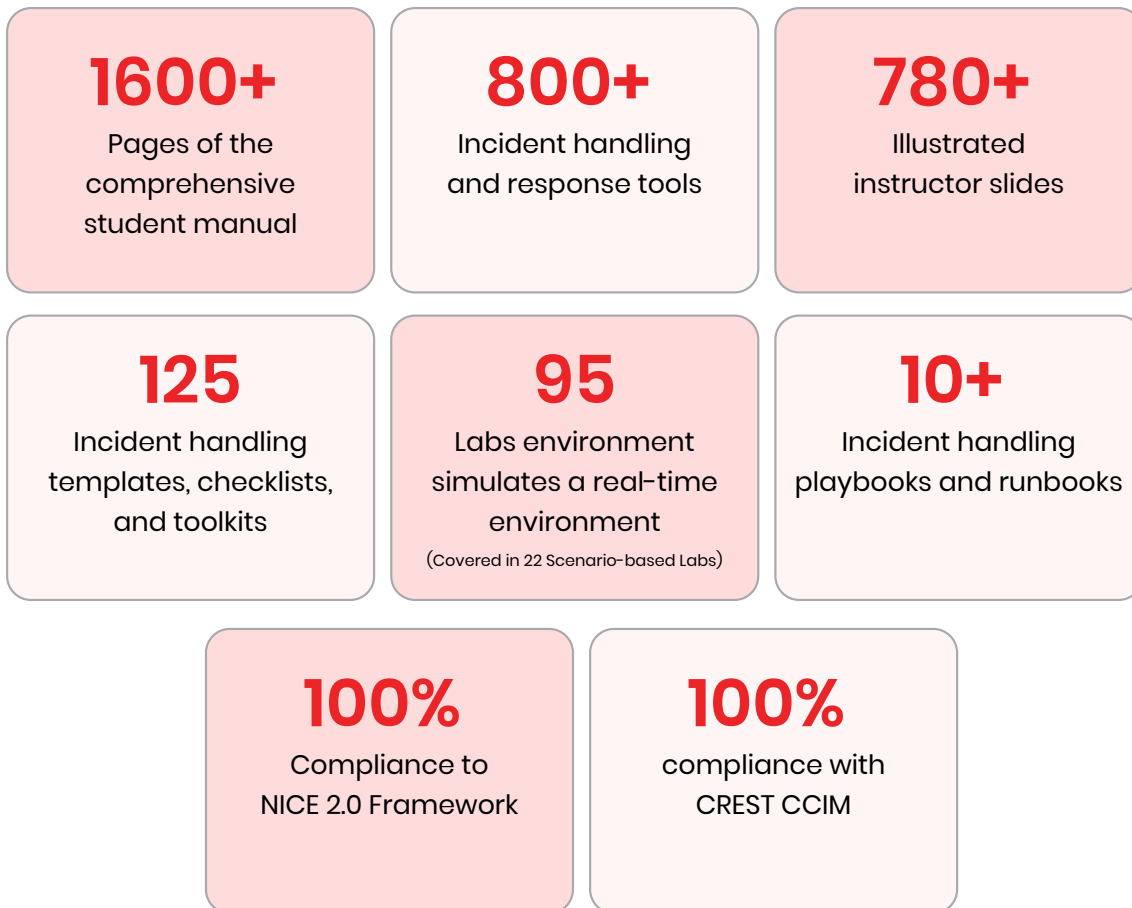 1600+
Pages of the
comprehensive
student manual
800+
Incident handling
and response tools
780+
Illustrated
instructor slides
125
Incident handling
templates, checklists,
and toolkits
95
Labs environment
simulates a real-time
environment
(Covered in 22 Scenario-based Labs)
10+
Incident handling
playbooks and runbooks
100%
Compliance to
NICE 2.0 Framework
100%
compliance with
CREST CCIM